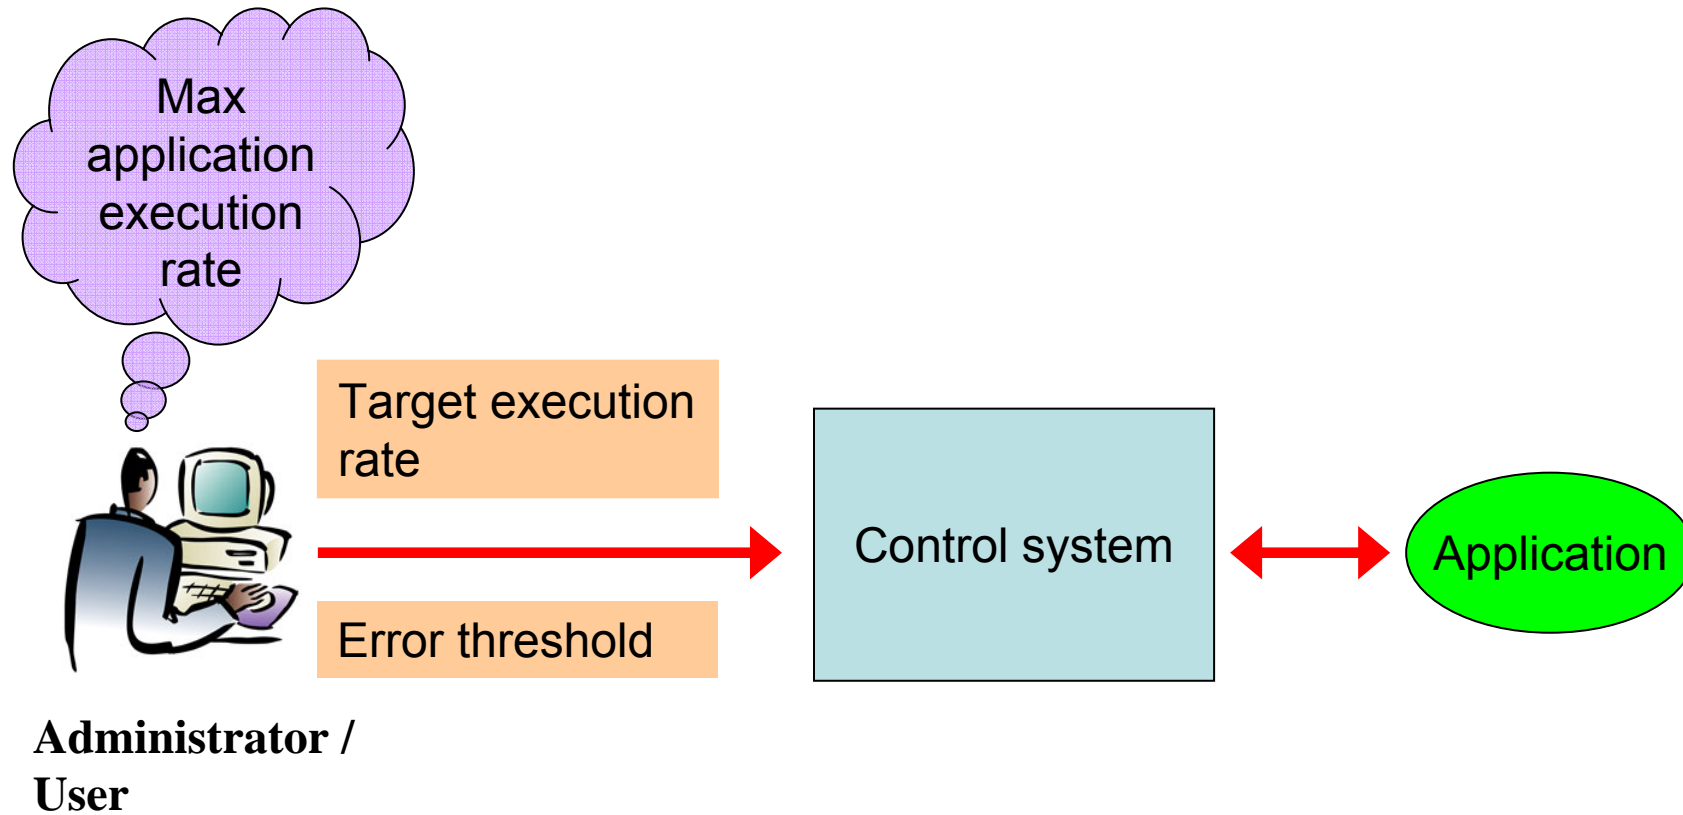 Max
application
execution
rate
Target execution
rate
Control system
Application
Error threshold
Administrator /
User